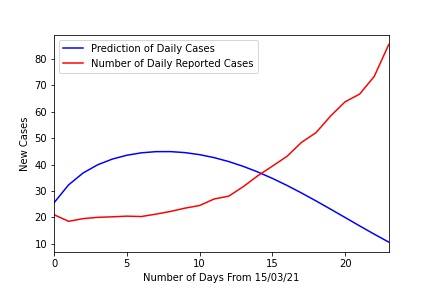 Prediction of Daily Cases
Number of Daily Reported Cases
New Cases
80
70
60
50
40
30
20
10
0 5 10 15 20
Number of Days From 15/03/21